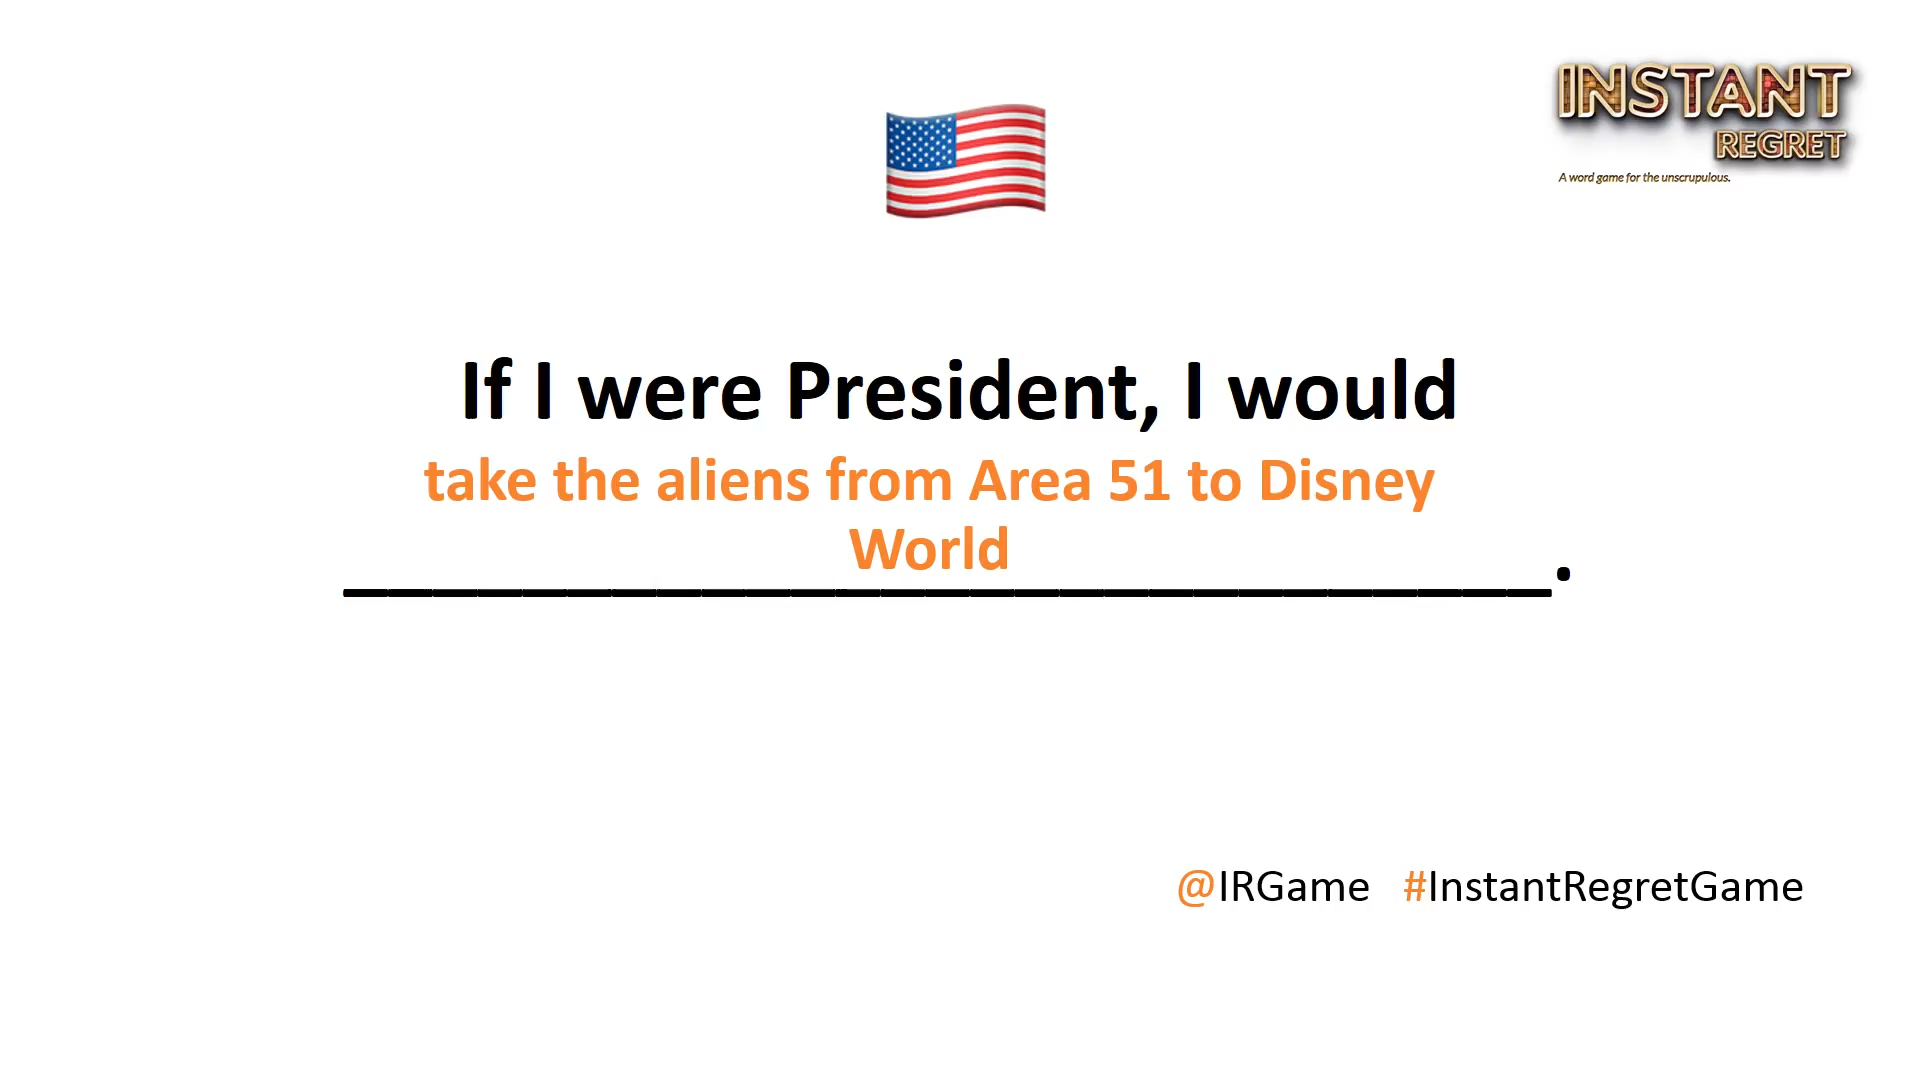 INSTANT
REGRET
A word game for the unscrupulous.
If I were President, I would
take the aliens from Area 51 to Disney
World
___________________________.
@IRGame #InstantRegretGame